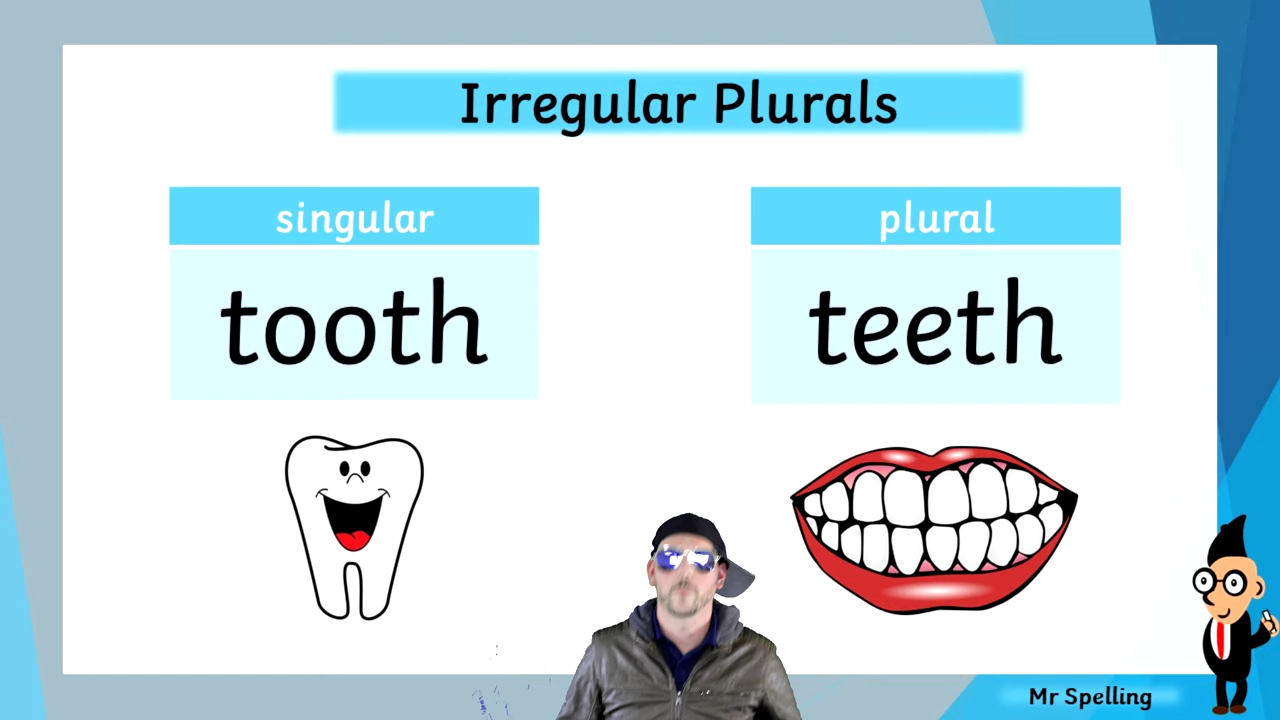 Irregular Plurals
singular
plural
tooth
teeth
Mr Spelling